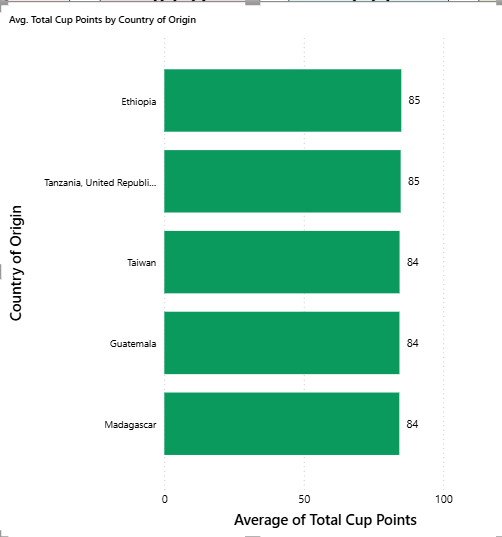 Avg. Total Cup Points by Country of Origin
Ethiopia 85
Tanzania, United Republi... 85
Taiwan 84
Guatemala 84
Madagascar 84
Country of Origin
0 50 100
Average of Total Cup Points